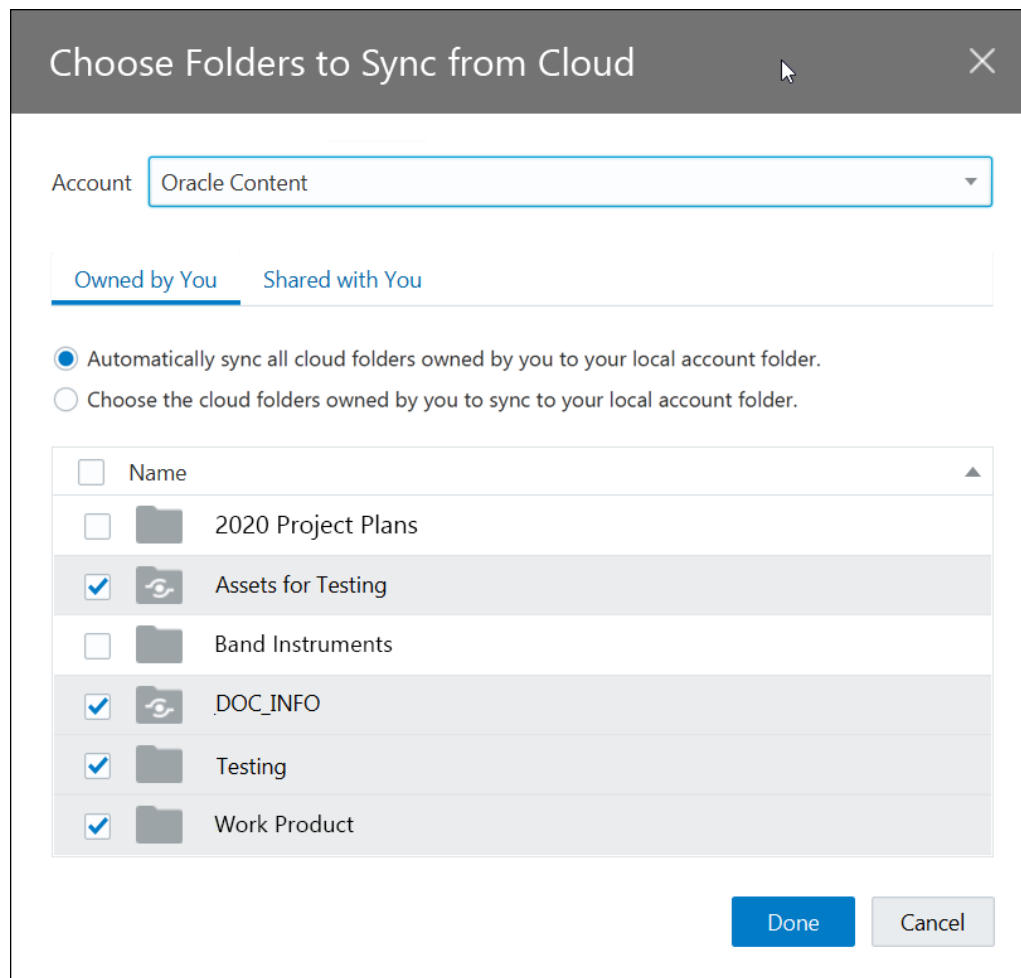 Choose Folders to Sync from Cloud
Account Oracle Content
Owned by You Shared with You
Automatically sync all cloud folders owned by you to your local account folder.
Choose the cloud folders owned by you to sync to your local account folder.
Name
2020 Project Plans
Assets for Testing
Band Instruments
DOC_INFO
Testing
Work Product
Done Cancel